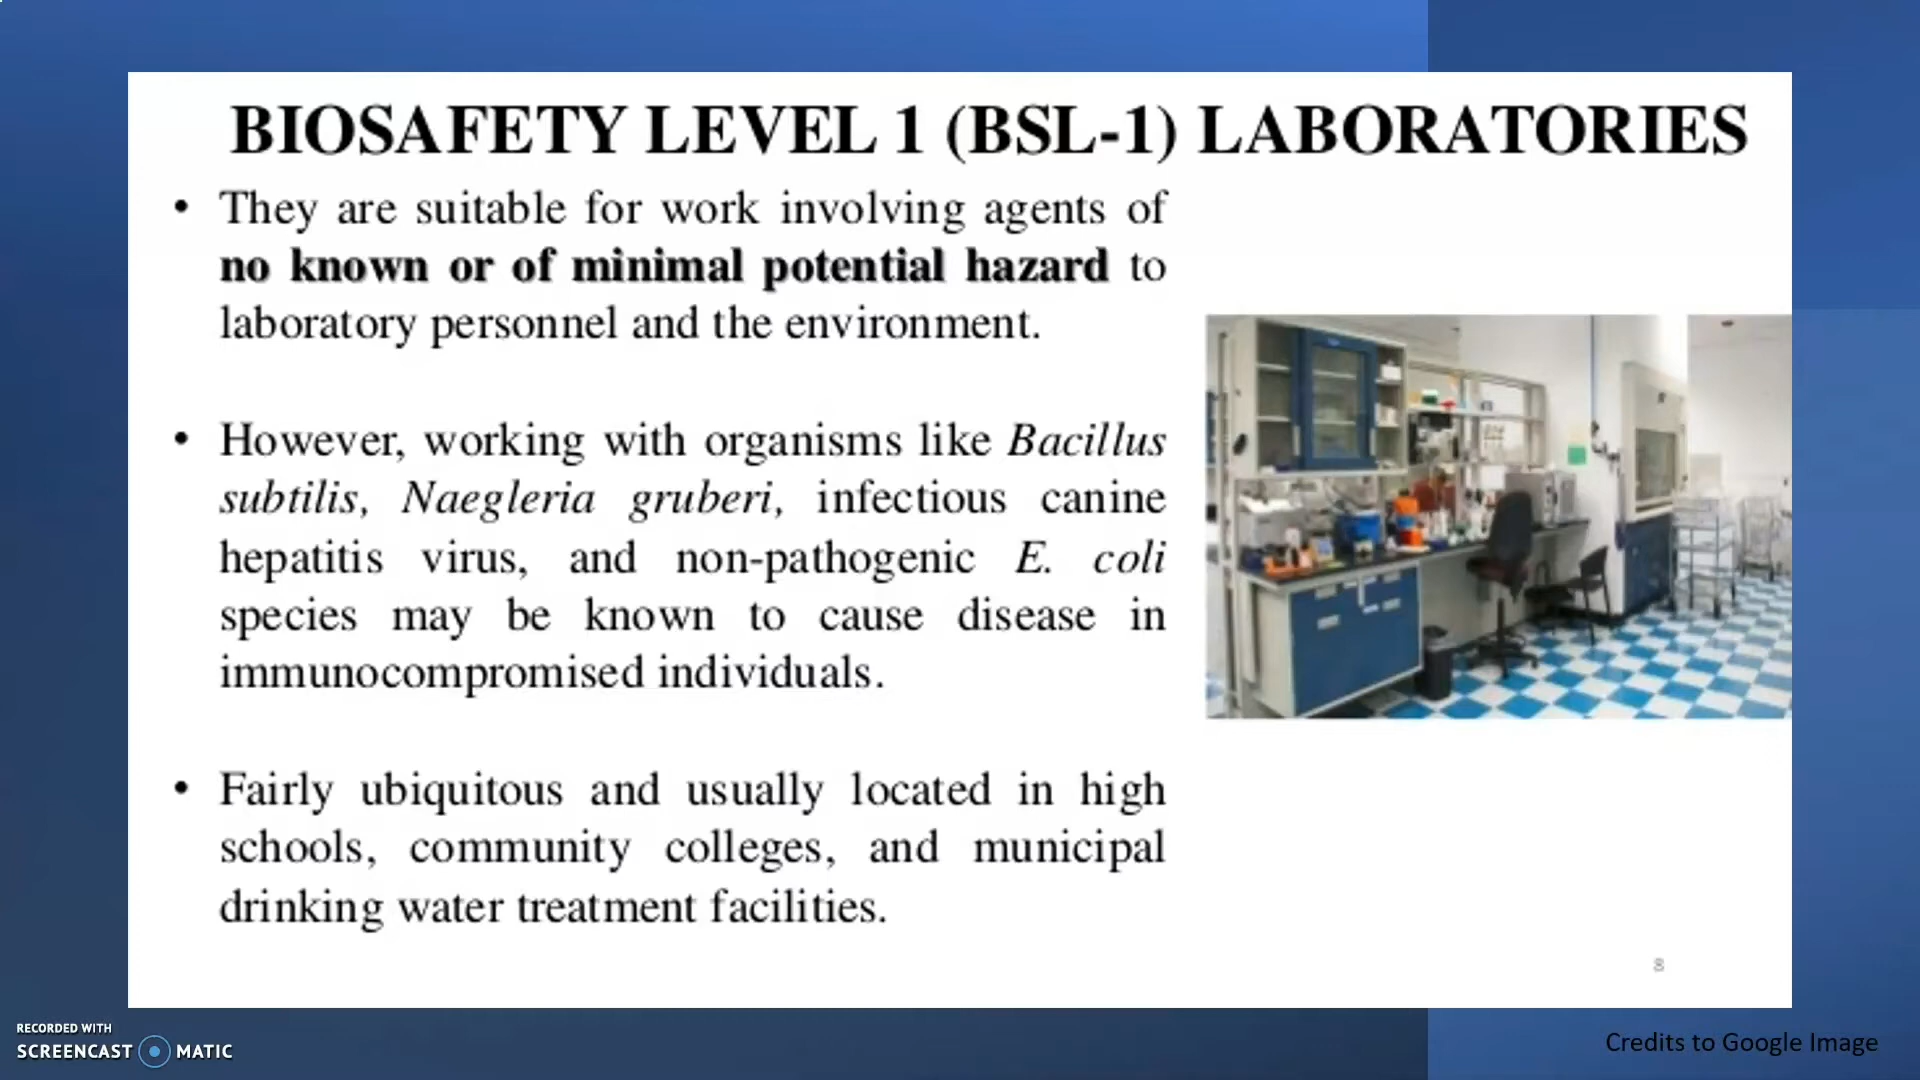 BIOSAFETY LEVEL 1 (BSL-1) LABORATORIES
• They are suitable for work involving agents of
no known or of minimal potential hazard to
laboratory personnel and the environment.
• However, working with organisms like Bacillus
subtilis, Naegleria gruberi, infectious canine
hepatitis virus, and non-pathogenic E. coli
species may be known to cause disease in
immunocompromised individuals.
• Fairly ubiquitous and usually located in high
schools, community colleges, and municipal
drinking water treatment facilities.
8
RECORDED WITH
SCREENCAST MATIC
Credits to Google Image